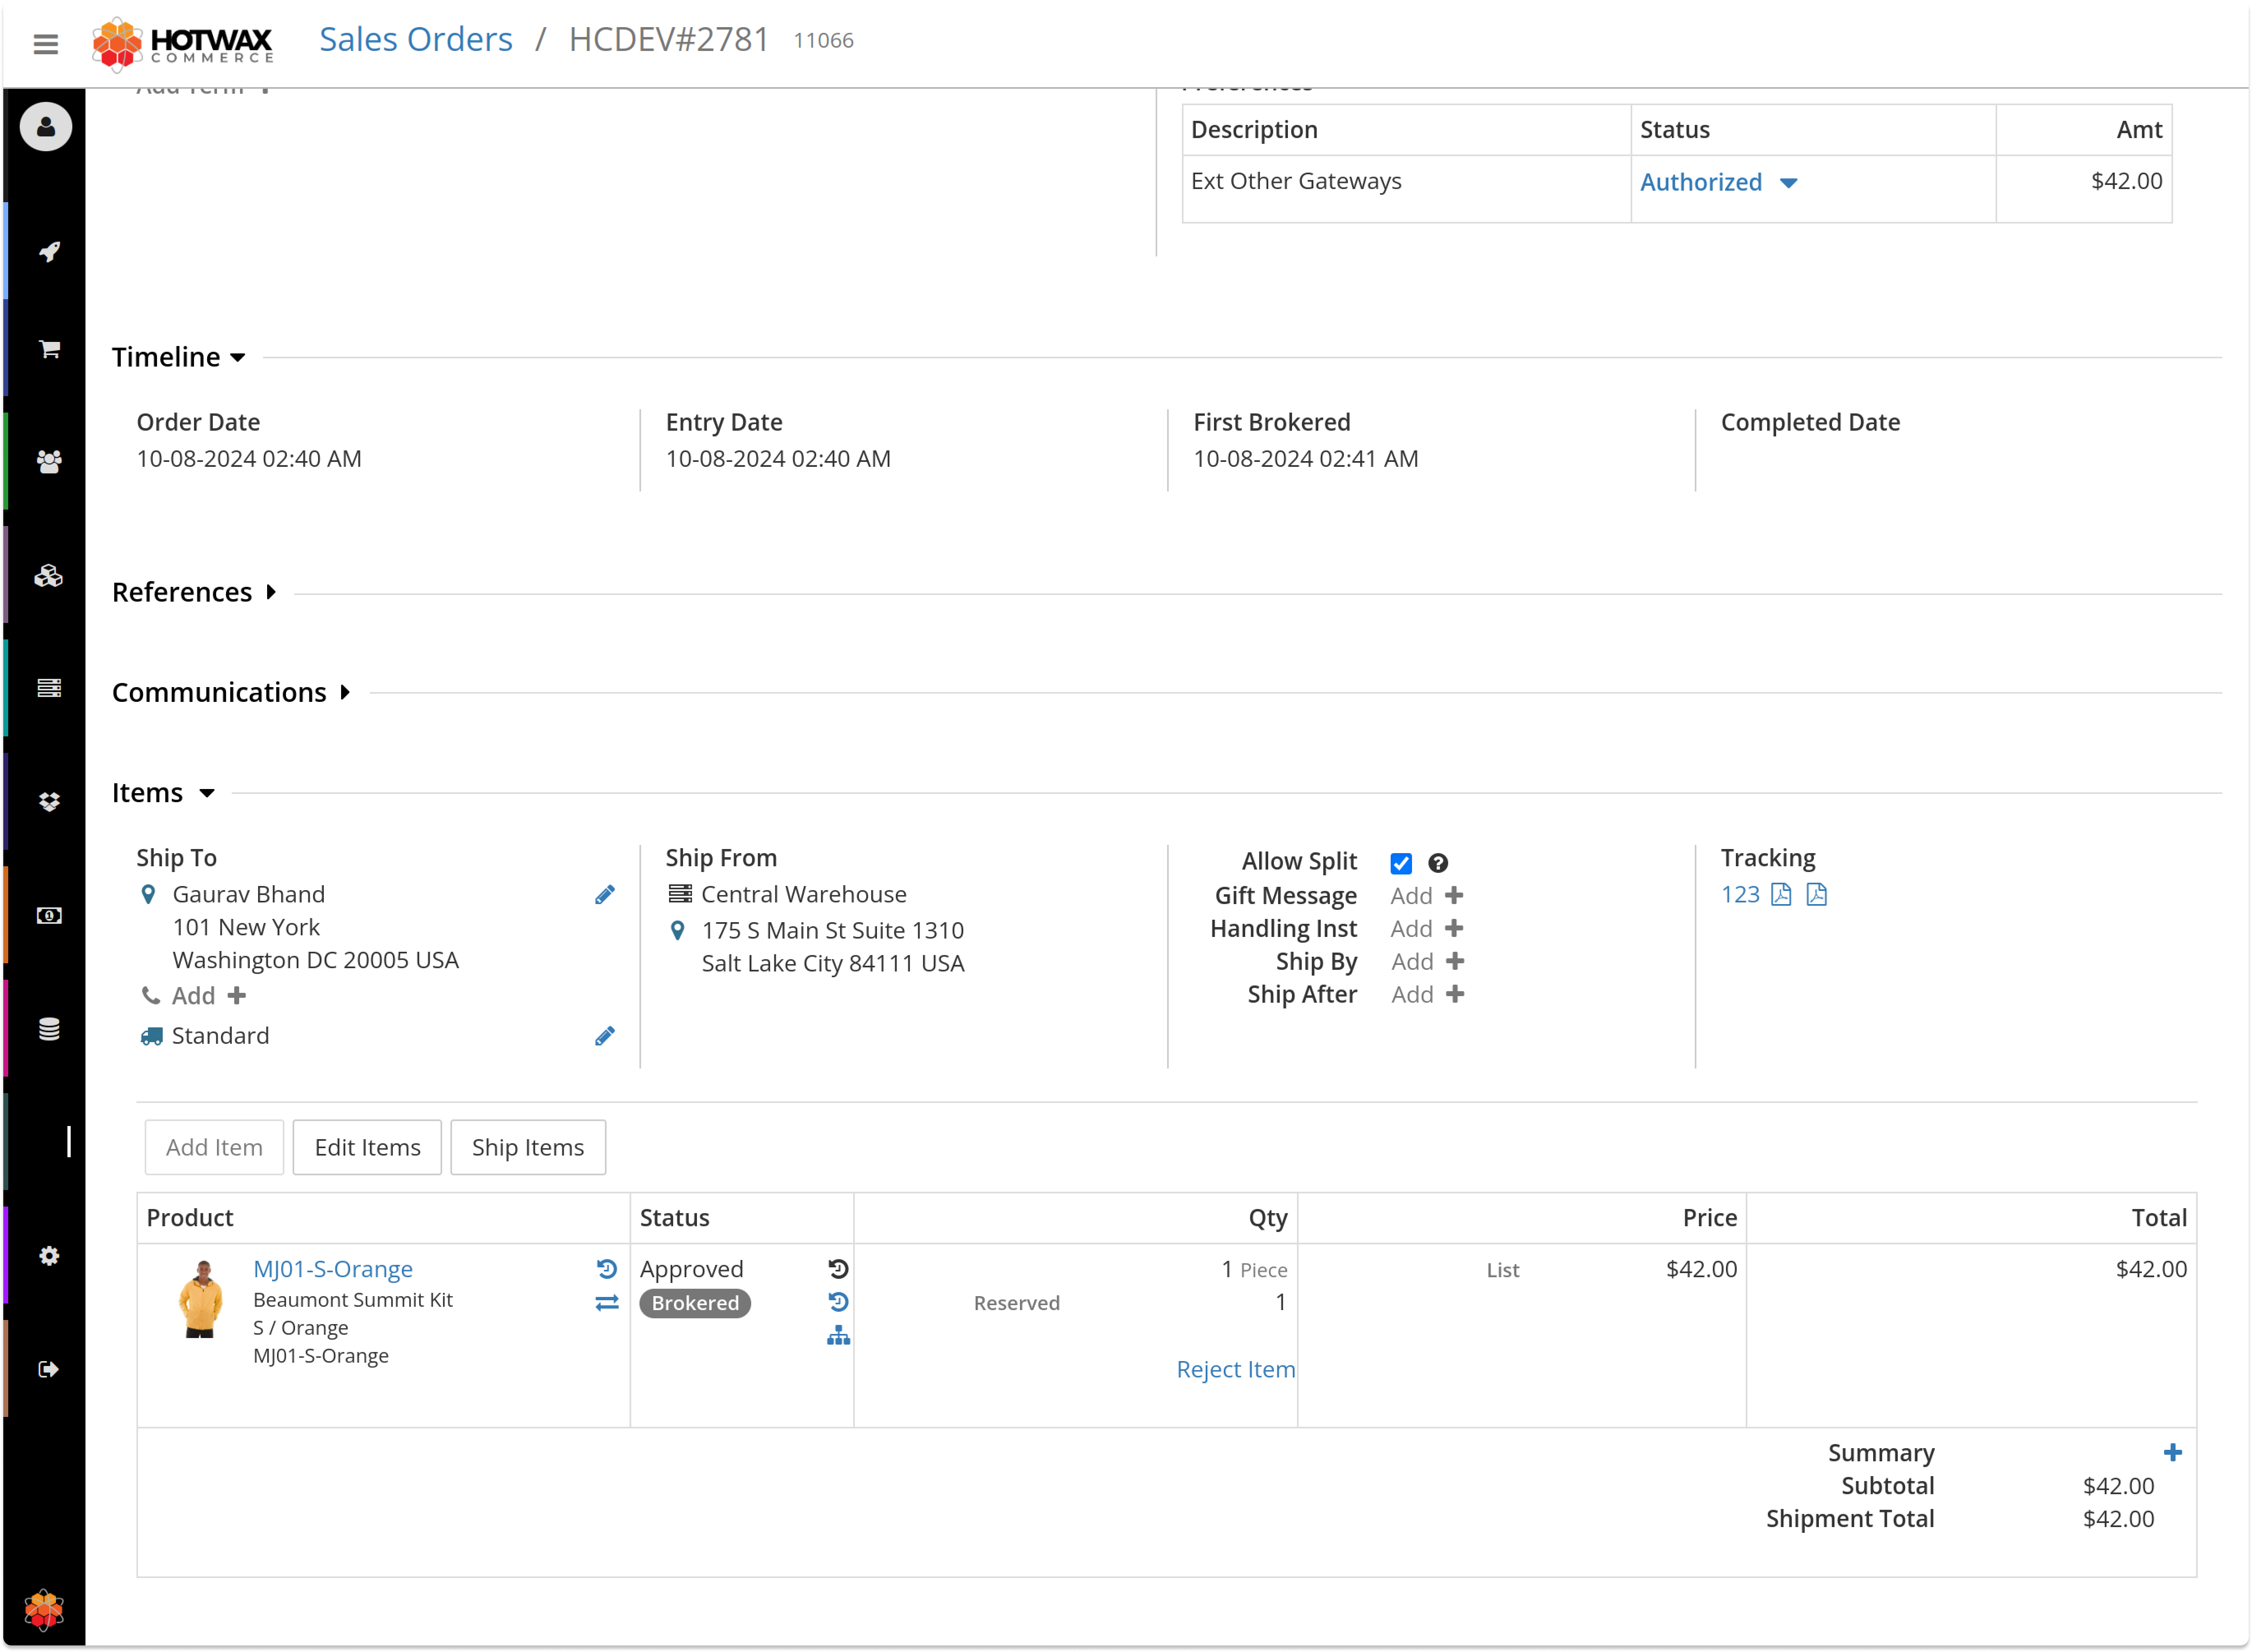 HOTWAX
COMMERCE
Sales Orders / HCDEV#2781 11066
Add Term
Preferences
Description Status Amt
Ext Other Gateways Authorized $42.00
Timeline
Order Date Entry Date First Brokered Completed Date
10-08-2024 02:40 AM 10-08-2024 02:40 AM 10-08-2024 02:41 AM
References
Communications
Items
Ship To
Gaurav Bhand
101 New York
Washington DC 20005 USA
Add
Standard
Ship From
Central Warehouse
175 S Main St Suite 1310
Salt Lake City 84111 USA
Allow Split
Gift Message Add
Handling Inst Add
Ship By Add
Ship After Add
Tracking
123
Add Item Edit Items Ship Items
Product Status Qty Price Total
MJ01-S-Orange Approved 1 Piece List $42.00 $42.00
Beaumont Summit Kit Brokered Reserved 1
S / Orange
MJ01-S-Orange
Reject Item
Summary
Subtotal $42.00
Shipment Total $42.00